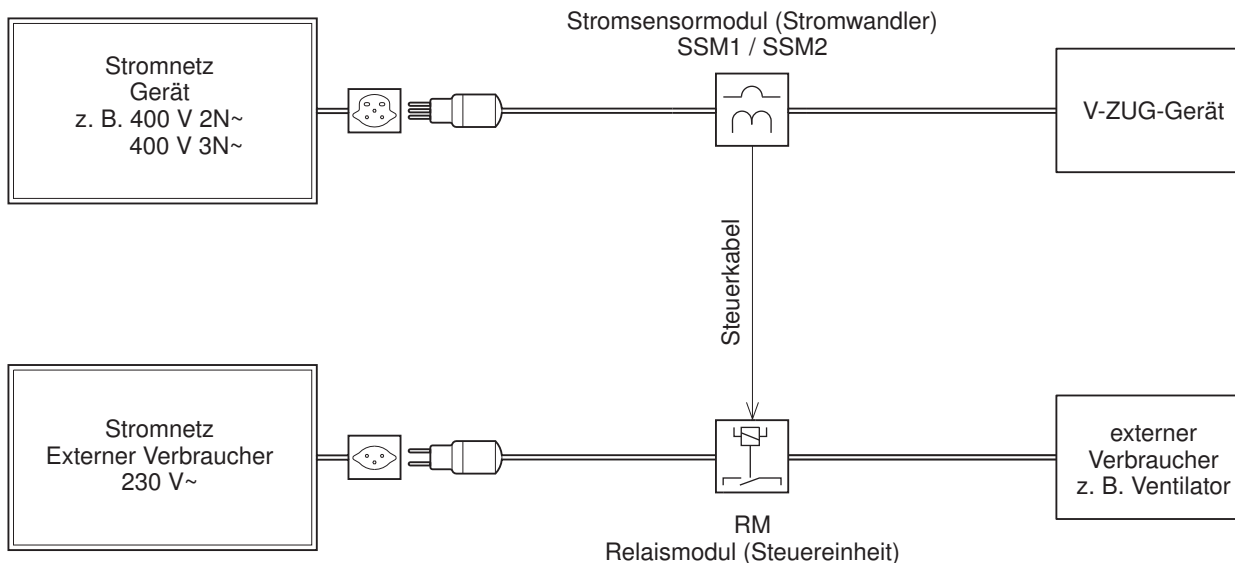 Stromsensormodul (Stromwandler)
SSM1 / SSM2
Stromnetz
Gerät
z. B. 400 V 2N~
400 V 3N~
V-ZUG-Gerät
Steuerkabel
Stromnetz
Externer Verbraucher
230 V~
externer
Verbraucher
z. B. Ventilator
RM
Relaismodul (Steuereinheit)